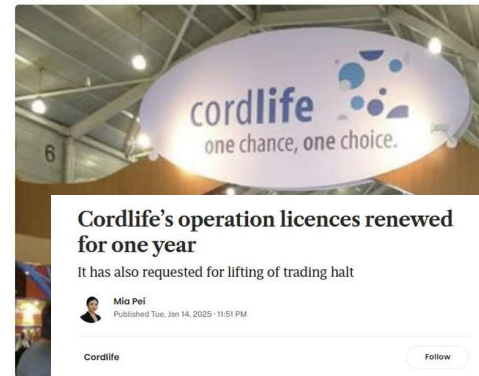 cordlife
one chance, one choice.
6
Cordlife’s operation licences renewed
for one year
It has also requested for lifting of trading halt
Mia Pei
Published Tue, Jan 14, 2025 · 11:51 PM
Cordlife
Follow